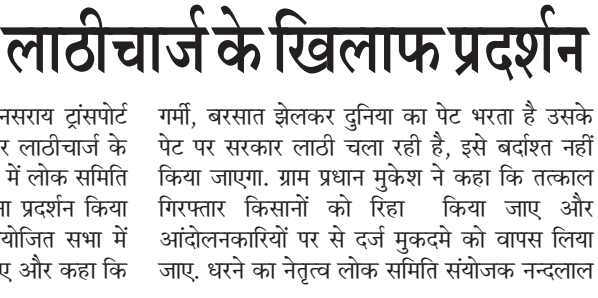 लाठीचार्ज के खिलाफ प्रदर्शन
ट्रांसपोर्ट
लाठीचार्ज के
में लोक समिति
प्रदर्शन किया
सभा में
और कहा कि
गर्मी, बरसात झेलकर दुनिया का पेट भरता है उसके
पेट पर सरकार लाठी चला रही है, इसे बर्दाश्त नहीं
किया जाएगा. ग्राम प्रधान मुकेश ने कहा कि तत्काल
गिरफ्तार किसानों को रिहा किया जाए और
आंदोलनकारियों पर से दर्ज मुकदमे को वापस लिया
जाए. धरने का नेतृत्व लोक समिति संयोजक नन्दलाल